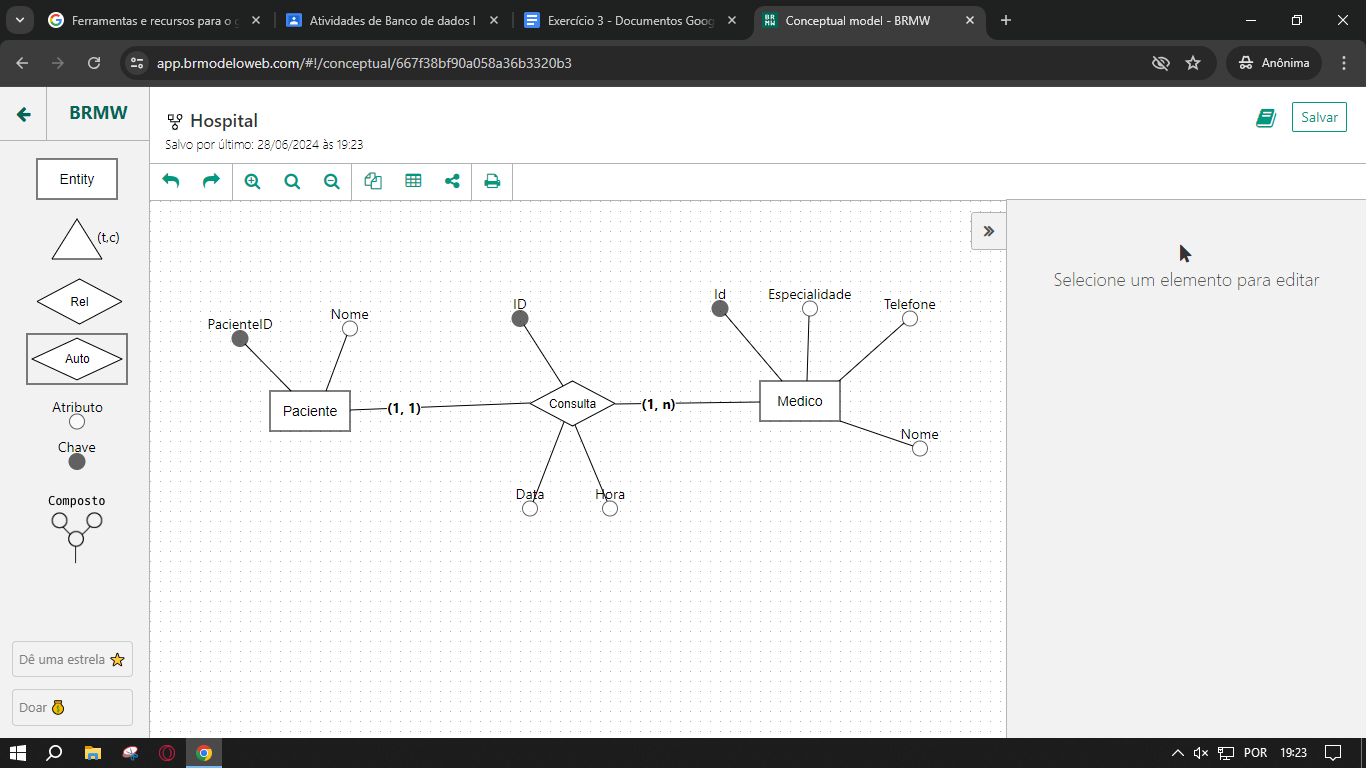 Ferramentas e recursos para o g
Atividades de Banco de dados I
Exercício 3 - Documentos Goog
Conceptual model - BRMW
app.brmodeloweb.com/#!/conceptual/667f38bf90a058a36b3320b3
Anônima
BRMW
Hospital
Salvo por último: 28/06/2024 às 19:23
Salvar
Entity
(t,c)
Rel
Auto
Atributo
Chave
Composto
Dê uma estrela
Doar
Selecione um elemento para editar
PacienteID
Nome
ID
Id
Especialidade
Telefone
Paciente
(1, 1)
Consulta
(1, n)
Medico
Nome
Data
Hora
POR
19:23